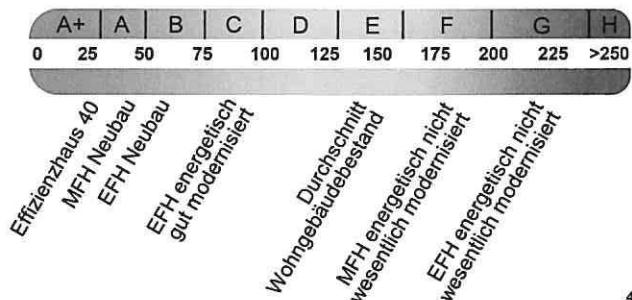 A+ A B C D E F G H
0 25 50 75 100 125 150 175 200 225 >250
Effizienzhaus 40
MFH Neubau
EFH Neubau
EFH energetisch
gut modernisiert
Durchschnitt
Wohngebäudebestand
MFH energetisch nicht
wesentlich modernisiert
EFH energetisch nicht
wesentlich modernisiert